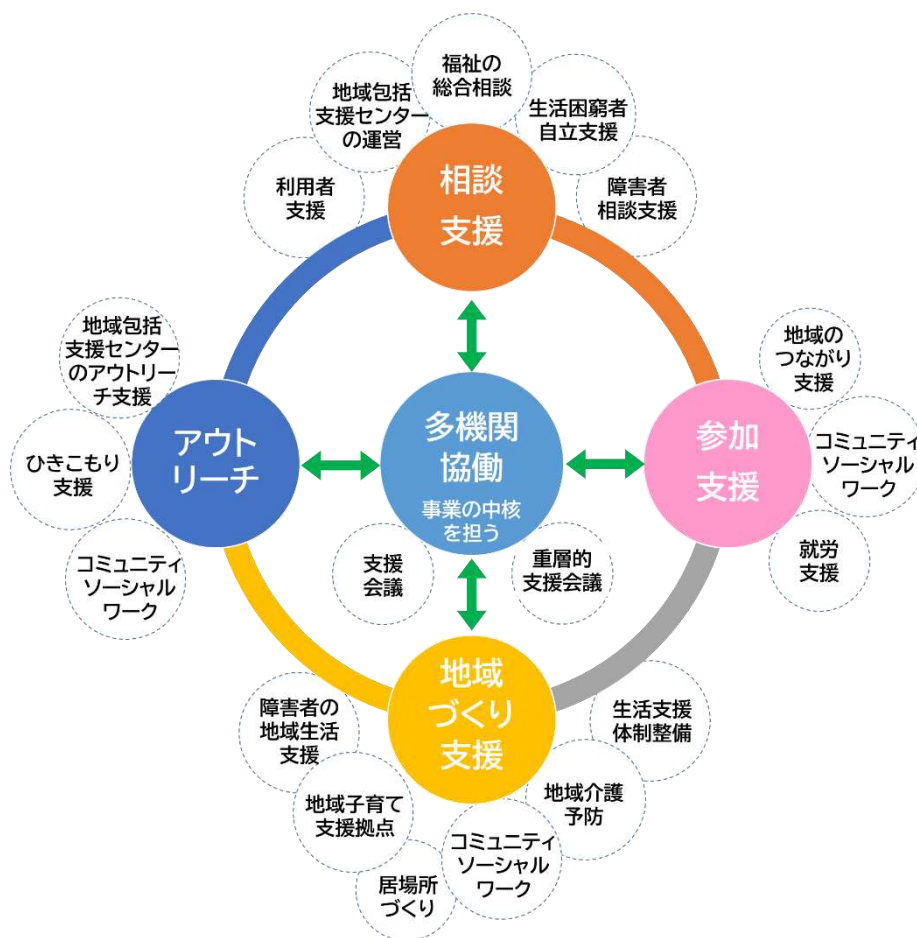 福祉の
総合相談
地域包括
支援センター
の運営
生活困窮者
自立支援
利用者
支援
障害者
相談支援
相談
支援
地域包括
支援センター
のアウトリー
チ支援
ひきこもり
支援
コミュニティ
ソーシャル
ワーク
アウト
リーチ
多機関
協働
事業の中核
を担う
支援
会議
重層的
支援会議
参加
支援
地域の
つながり
支援
コミュニティ
ソーシャル
ワーク
就労
支援
地域
づくり
支援
障害者の
地域生活
支援
地域子育て
支援拠点
居場所
づくり
コミュニティ
ソーシャル
ワーク
地域介護
予防
生活支援
体制整備